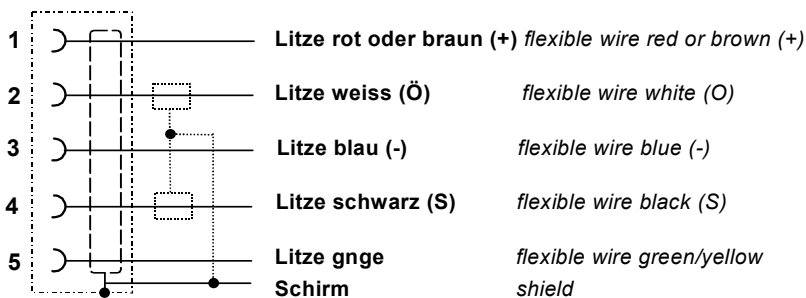 1 Litze rot oder braun (+) flexible wire red or brown (+)
2 Litze weiss (Ö) flexible wire white (O)
3 Litze blau (-) flexible wire blue (-)
4 Litze schwarz (S) flexible wire black (S)
5 Litze gnge flexible wire green/yellow
Schirm shield